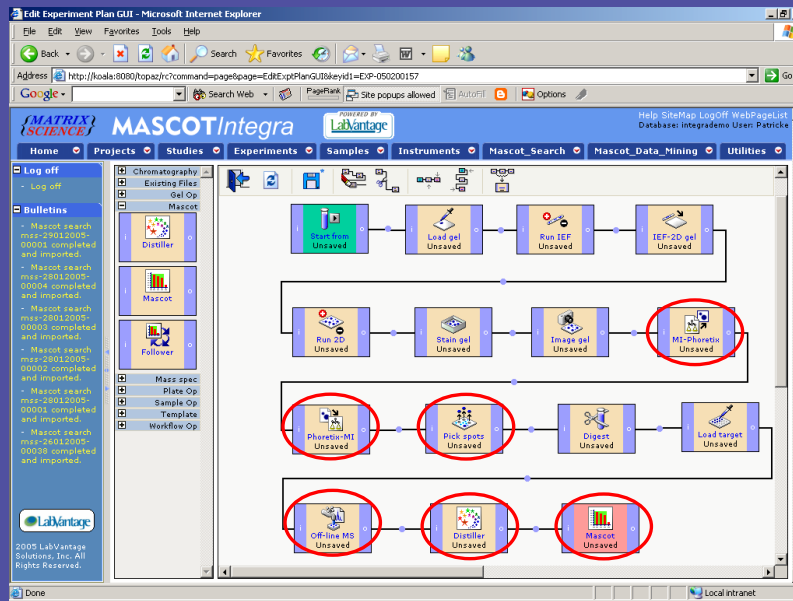 Edit Experiment Plan GUI - Microsoft Internet Explorer
File Edit View Favorites Tools Help
Back Search Favorites
Address http://koala:8080/topaz/rc?command=page&page=EditExptPlanGUI&keyid1=EXP-050200157 Go
Google Search Web PageRank Site popups allowed AutoFill Options
{MATRIX}
{SCIENCE}
MASCOT Integra
POWERED BY
LabVantage
Help SiteMap LogOff WebPageList
Database: integrademo User: Patricke
Home Projects Studies Experiments Samples Instruments Mascot_Search Mascot_Data_Mining Utilities
Log off
- Log off
Bulletins
- Mascot search
mss-29012005-
00001 completed
and imported.
- Mascot search
mss-28012005-
00004 completed
and imported.
- Mascot search
mss-28012005-
00003 completed
and imported.
- Mascot search
mss-28012005-
00002 completed
and imported.
- Mascot search
mss-28012005-
00001 completed
and imported.
- Mascot search
mss-26012005-
00038 completed
and imported.
LabVantage
2005 LabVantage
Solutions, Inc. All
Rights Reserved.
Chromatography
Existing Files
Gel Op
Mascot
Distiller
Mascot
Follower
Mass spec
Plate Op
Sample Op
Template
Workflow Op
Start from
Unsaved
Load gel
Unsaved
Run IEF
Unsaved
IEF-2D gel
Unsaved
Run 2D
Unsaved
Stain gel
Unsaved
Image gel
Unsaved
MI-Phoretix
Unsaved
Phoretix-MI
Unsaved
Pick spots
Unsaved
Digest
Unsaved
Load target
Unsaved
Off-line MS
Unsaved
Distiller
Unsaved
Mascot
Unsaved
Done
Local intranet